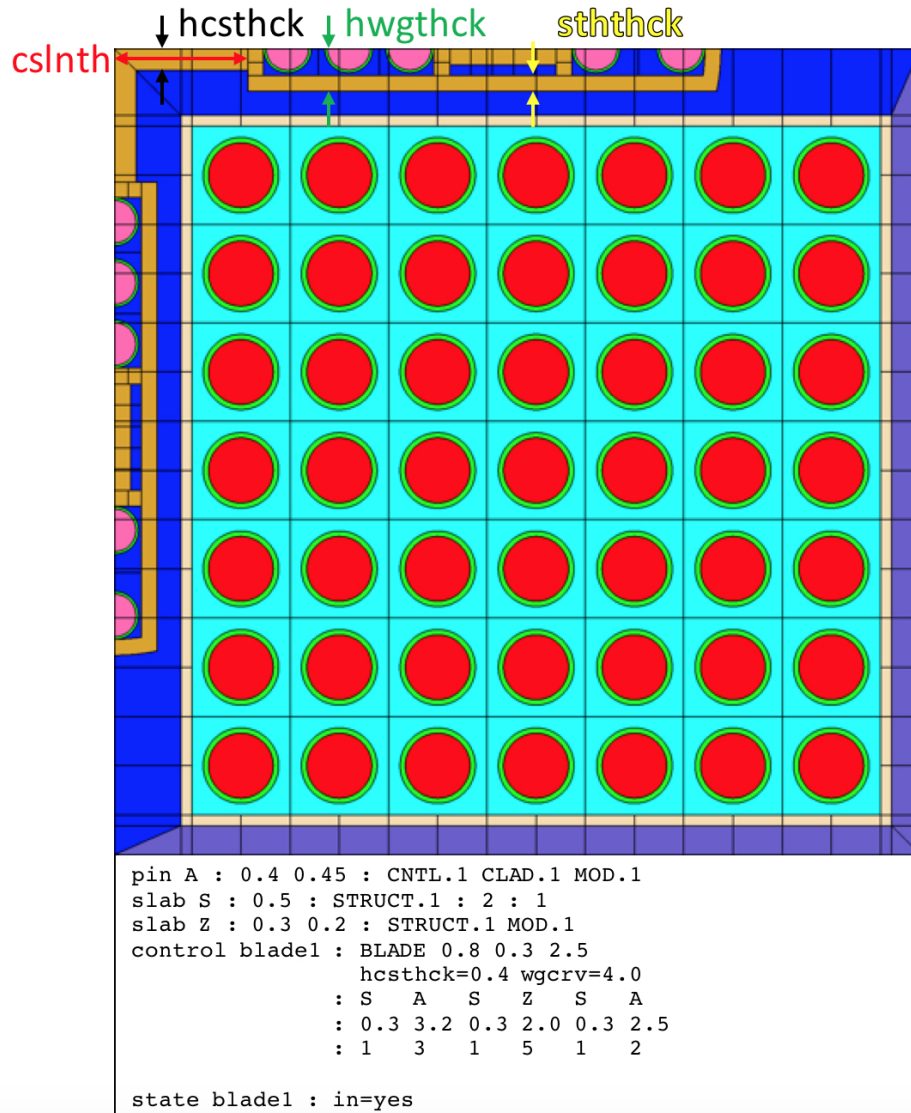 hcsthck hwgthck sththck
cslnth
pin A : 0.4 0.45 : CNTL.1 CLAD.1 MOD.1
slab S : 0.5 : STRUCT.1 : 2 : 1
slab Z : 0.3 0.2 : STRUCT.1 MOD.1
control blade1 : BLADE 0.8 0.3 2.5
hcsthck=0.4 wgcrv=4.0
: S A S Z S A
: 0.3 3.2 0.3 2.0 0.3 2.5
: 1 3 1 5 1 2
state blade1 : in=yes